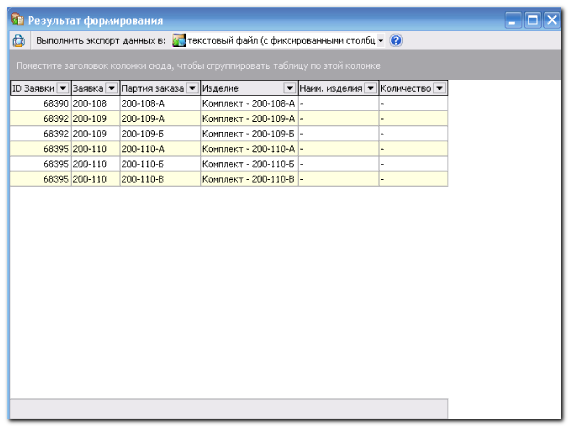 Результат формирования
Выполнить экспорт данных в: текстовый файл (с фиксированными столбц
Поместите заголовок колонки сюда, чтобы сгруппировать таблицу по этой колонке
ID Заявки Заявка Партия заказа Изделие Наим. изделия Количество
68390 200-108 200-108-А Комплект - 200-108-А - -
68392 200-109 200-109-А Комплект - 200-109-А - -
68392 200-109 200-109-Б Комплект - 200-109-Б - -
68395 200-110 200-110-А Комплект - 200-110-А - -
68395 200-110 200-110-Б Комплект - 200-110-Б - -
68395 200-110 200-110-В Комплект - 200-110-В - -